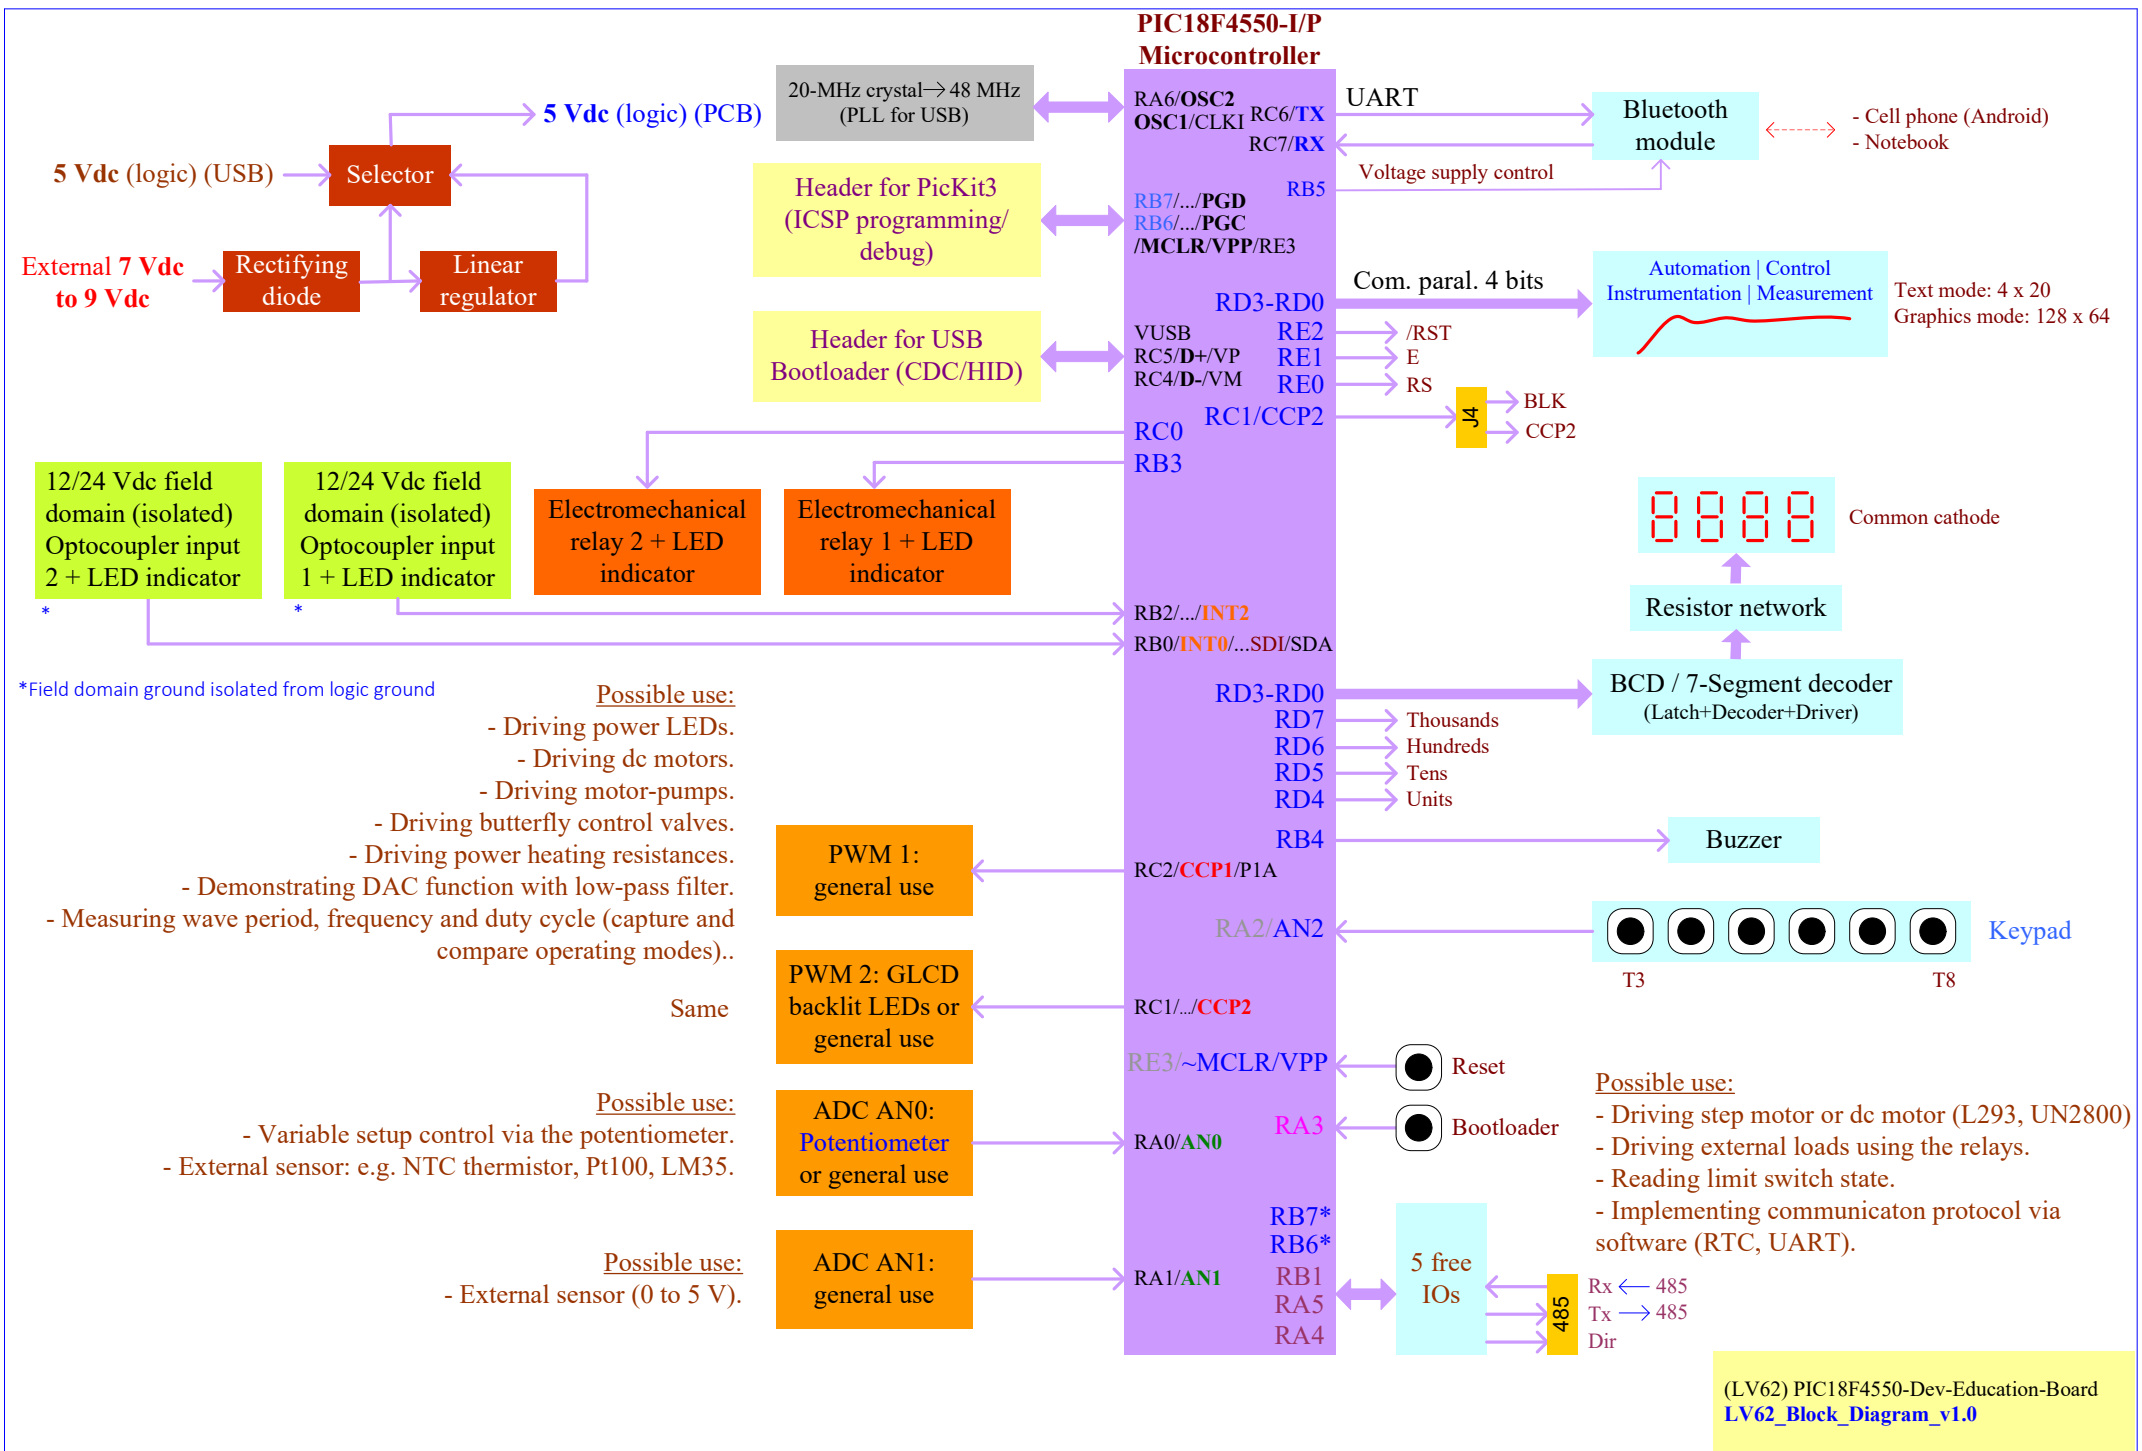 PIC18F4550-I/P
Microcontroller
20-MHz crystal→ 48 MHz
(PLL for USB)
RA6/OSC2
OSC1/CLKI
RC6/TX
RC7/RX
UART
Bluetooth
module
- Cell phone (Android)
- Notebook
5 Vdc (logic) (PCB)
5 Vdc (logic) (USB)
Selector
External 7 Vdc
to 9 Vdc
Rectifying
diode
Linear
regulator
Header for PicKit3
(ICSP programming/
debug)
RB7/.../PGD
RB6/.../PGC
/MCLR/VPP/RE3
RB5
Voltage supply control
RD3-RD0
Com. paral. 4 bits
Automation | Control
Instrumentation | Measurement
Text mode: 4 x 20
Graphics mode: 128 x 64
Header for USB
Bootloader (CDC/HID)
VUSB
RC5/D+/VP
RC4/D-/VM
RE2
/RST
RE1
E
RE0
RS
RC1/CCP2
J4
BLK
CCP2
RC0
RB3
12/24 Vdc field
domain (isolated)
Optocoupler input
2 + LED indicator
*
12/24 Vdc field
domain (isolated)
Optocoupler input
1 + LED indicator
*
Electromechanical
relay 2 + LED
indicator
Electromechanical
relay 1 + LED
indicator
8888
Common cathode
Resistor network
RB2/.../INT2
RB0/INT0/...SDI/SDA
*Field domain ground isolated from logic ground
RD3-RD0
BCD / 7-Segment decoder
(Latch+Decoder+Driver)
RD7
Thousands
RD6
Hundreds
RD5
Tens
RD4
Units
RB4
Buzzer
Possible use:
- Driving power LEDs.
- Driving dc motors.
- Driving motor-pumps.
- Driving butterfly control valves.
- Driving power heating resistances.
- Demonstrating DAC function with low-pass filter.
- Measuring wave period, frequency and duty cycle (capture and
compare operating modes)..
PWM 1:
general use
RC2/CCP1/P1A
RA2/AN2
Keypad
T3
T8
Same
PWM 2: GLCD
backlit LEDs or
general use
RC1/.../CCP2
RE3/~MCLR/VPP
Reset
RA3
Bootloader
Possible use:
- Variable setup control via the potentiometer.
- External sensor: e.g. NTC thermistor, Pt100, LM35.
ADC AN0:
Potentiometer
or general use
RA0/AN0
Possible use:
- Driving step motor or dc motor (L293, UN2800)
- Driving external loads using the relays.
- Reading limit switch state.
- Implementing communicaton protocol via
software (RTC, UART).
Possible use:
- External sensor (0 to 5 V).
ADC AN1:
general use
RA1/AN1
RB7*
RB6*
RB1
RA5
RA4
5 free
IOs
485
Rx ← 485
Tx → 485
Dir
(LV62) PIC18F4550-Dev-Education-Board
LV62_Block_Diagram_v1.0